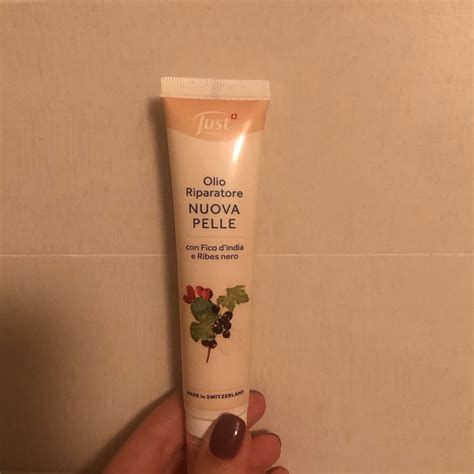 Just
Olio
Riparatore
NUOVA
PELLE
con Fico d'india
e Ribes nero
MADE in SWITZERLAND